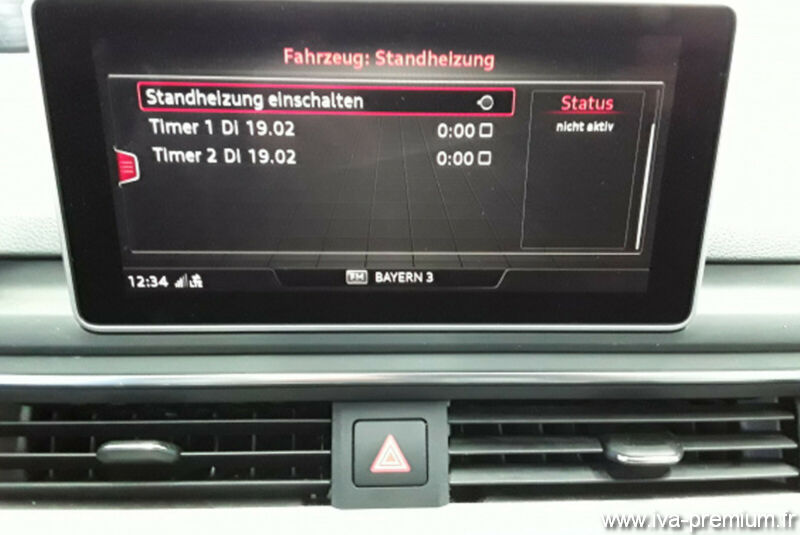 Fahrzeug: Standheizung
Standheizung einschalten
Timer 1 Di 19.02 0:00
Timer 2 Di 19.02 0:00
Status
nicht aktiv
12:34 LTE
FM BAYERN 3
www.iva-premium.fr